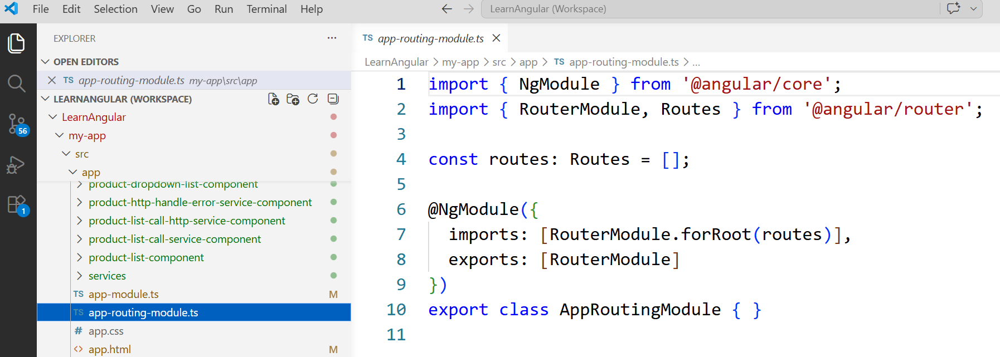 File Edit Selection View Go Run Terminal Help
LearnAngular (Workspace)
EXPLORER
OPEN EDITORS
TS app-routing-module.ts my-app\src\app
LEARNANGULAR (WORKSPACE)
LearnAngular
my-app
src
app
product-dropdown-list-component
product-http-handle-error-service-component
product-list-call-http-service-component
product-list-call-service-component
product-list-component
services
TS app-module.ts M
TS app-routing-module.ts
# app.css
<> app.html M
56
1
TS app-routing-module.ts
LearnAngular > my-app > src > app > TS app-routing-module.ts > ...
1 import { NgModule } from '@angular/core';
2 import { RouterModule, Routes } from '@angular/router';
3
4 const routes: Routes = [];
5
6 @NgModule({
7 imports: [RouterModule.forRoot(routes)],
8 exports: [RouterModule]
9 })
10 export class AppRoutingModule { }
11